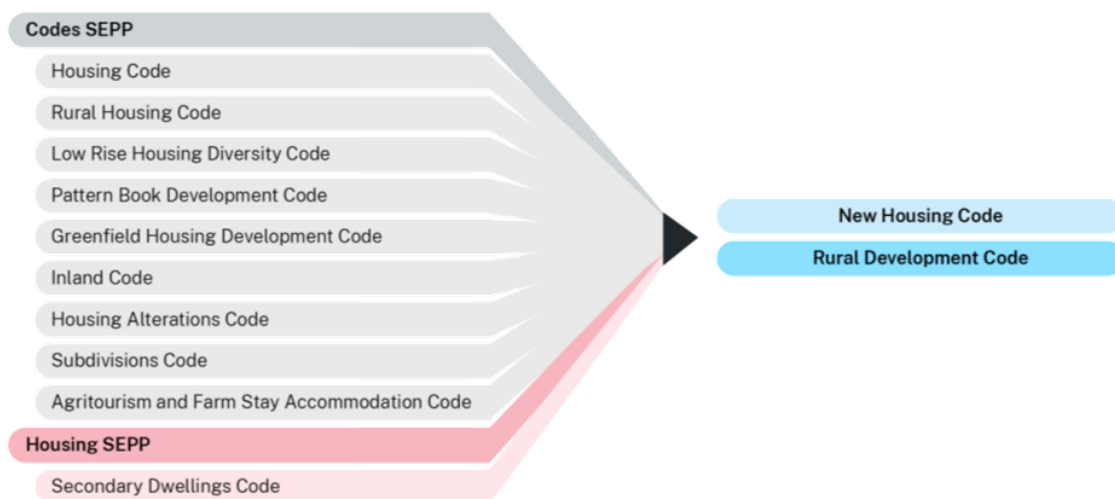 Codes SEPP
Housing Code
Rural Housing Code
Low Rise Housing Diversity Code
Pattern Book Development Code
Greenfield Housing Development Code
Inland Code
Housing Alterations Code
Subdivisions Code
Agritourism and Farm Stay Accommodation Code
Housing SEPP
Secondary Dwellings Code
New Housing Code
Rural Development Code